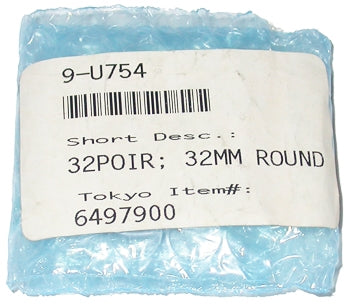 9-U754
Short Desc.:
32POIR; 32MM ROUND
Tokyo Item#:
6497900